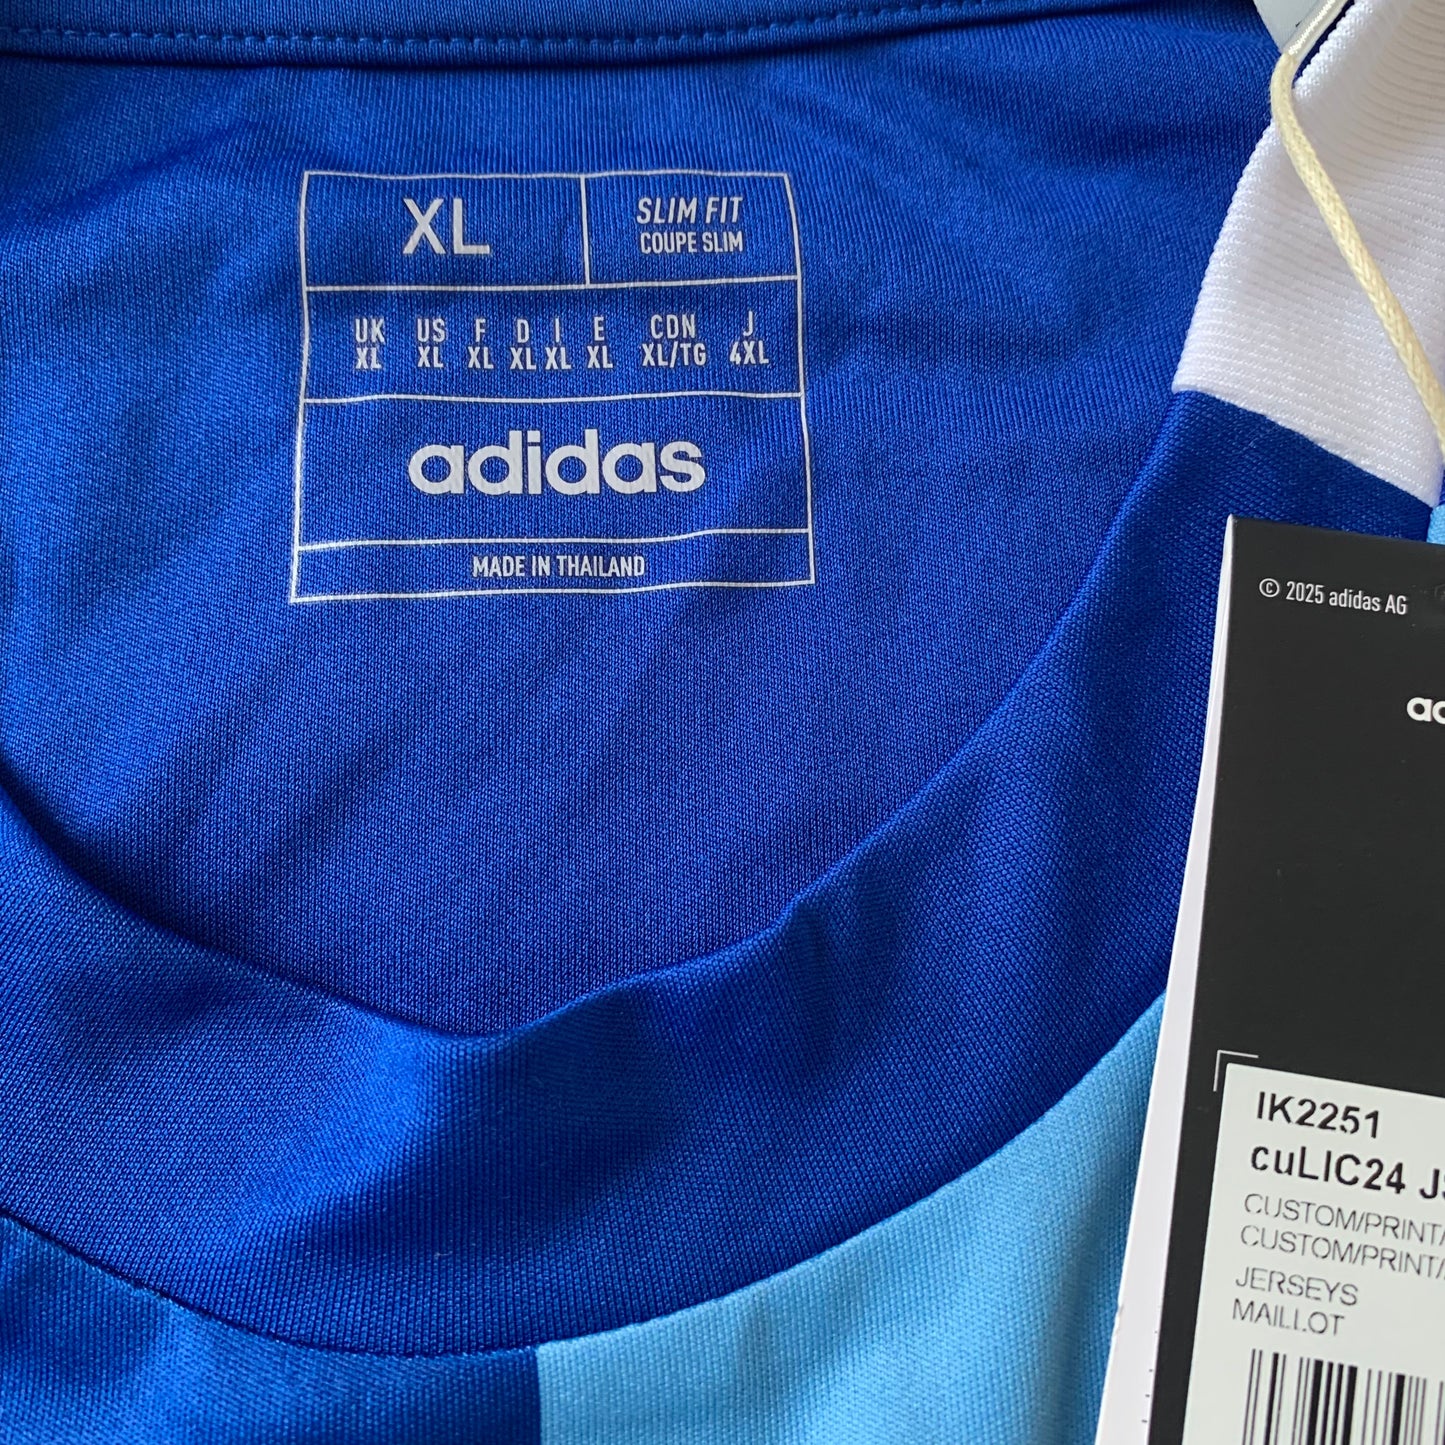 XL
SLIM FIT
COUPE SLIM
UK US F D I E CDN J
XL XL XL XL XL XL XL/TG 4XL
adidas
MADE IN THAILAND
© 2025 adidas AG
IK2251
cuLIC24
CUSTOM/PRINT/
CUSTOM/PRINT/
JERSEYS
MAILLOT